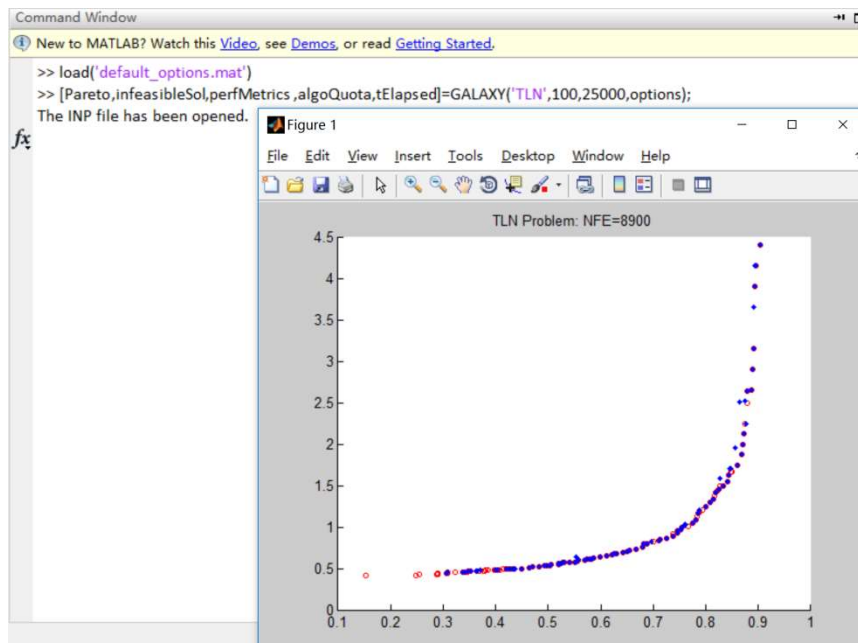 Command Window
New to MATLAB? Watch this Video, see Demos, or read Getting Started.
>> load('default_options.mat')
>> [Pareto,infeasibleSol,perfMetrics ,algoQuota,tElapsed]=GALAXY('TLN',100,25000,options);
The INP file has been opened.
fx
Figure 1
File Edit View Insert Tools Desktop Window Help
TLN Problem: NFE=8900
4.5
4
3.5
3
2.5
2
1.5
1
0.5
0
0.1 0.2 0.3 0.4 0.5 0.6 0.7 0.8 0.9 1